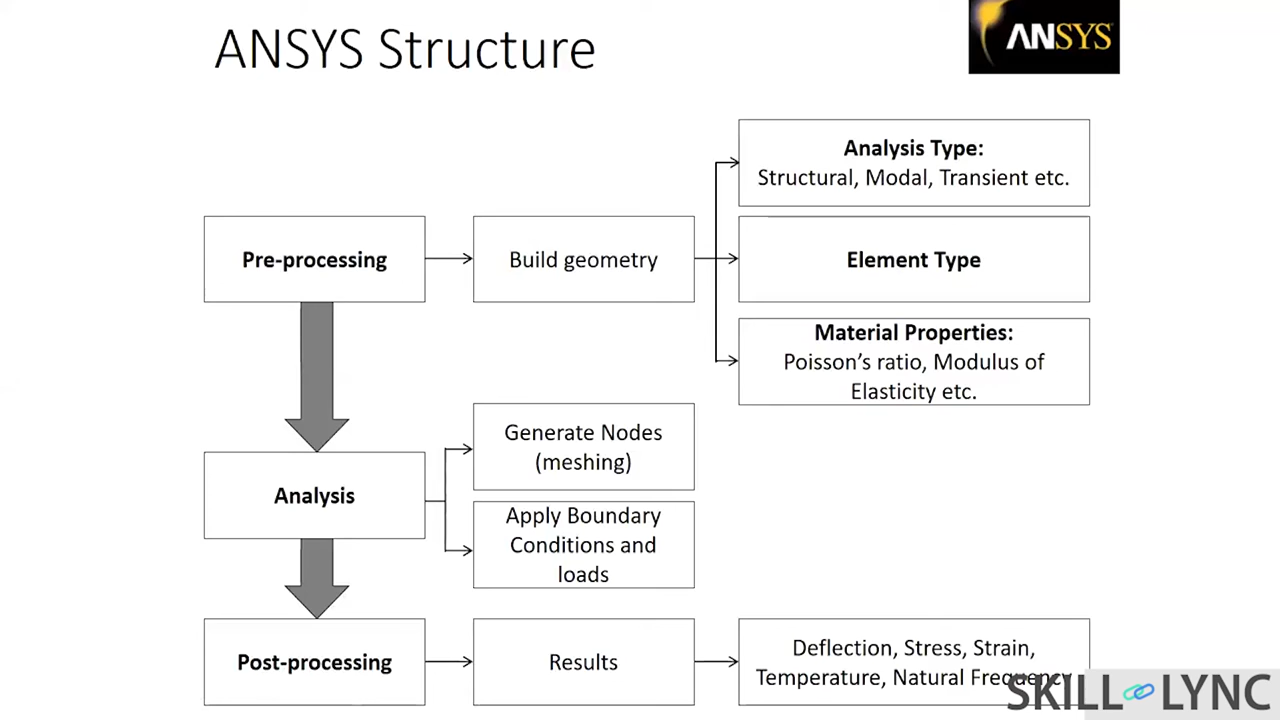 ANSYS Structure
ANSYS
Analysis Type:
Structural, Modal, Transient etc.
Pre-processing
Build geometry
Element Type
Material Properties:
Poisson's ratio, Modulus of
Elasticity etc.
Generate Nodes
(meshing)
Analysis
Apply Boundary
Conditions and
loads
Post-processing
Results
Deflection, Stress, Strain,
Temperature, Natural Frequency
SKILL LYNC